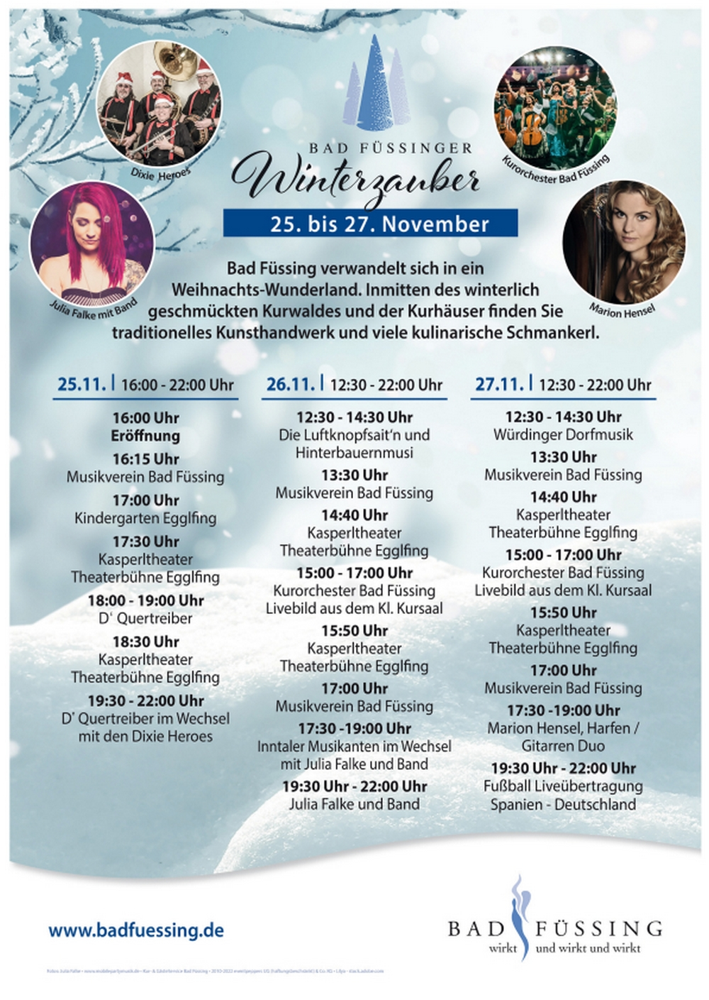 Dixie Heroes
Kurorchester Bad Füssing
Julia Falke mit Band
Marion Hensel
BAD FÜSSINGER
Winterzauber
25. bis 27. November
Bad Füssing verwandelt sich in ein
Weihnachts-Wunderland. Inmitten des winterlich
geschmückten Kurwaldes und der Kurhäuser finden Sie
traditionelles Kunsthandwerk und viele kulinarische Schmankerl.
25.11. | 16:00 - 22:00 Uhr
16:00 Uhr
Eröffnung
16:15 Uhr
Musikverein Bad Füssing
17:00 Uhr
Kindergarten Egglfing
17:30 Uhr
Kasperltheater
Theaterbühne Egglfing
18:00 - 19:00 Uhr
D‘ Quertreiber
18:30 Uhr
Kasperltheater
Theaterbühne Egglfing
19:30 - 22:00 Uhr
D' Quertreiber im Wechsel
mit den Dixie Heroes
26.11. | 12:30 - 22:00 Uhr
12:30 - 14:30 Uhr
Die Luftknopfsait‘n und
Hinterbauernmusi
13:30 Uhr
Musikverein Bad Füssing
14:40 Uhr
Kasperltheater
Theaterbühne Egglfing
15:00 - 17:00 Uhr
Kurorchester Bad Füssing
Livebild aus dem Kl. Kursaal
15:50 Uhr
Kasperltheater
Theaterbühne Egglfing
17:00 Uhr
Musikverein Bad Füssing
17:30 -19:00 Uhr
Inntaler Musikanten im Wechsel
mit Julia Falke und Band
19:30 Uhr - 22:00 Uhr
Julia Falke und Band
27.11. | 12:30 - 22:00 Uhr
12:30 - 14:30 Uhr
Würdinger Dorfmusik
13:30 Uhr
Musikverein Bad Füssing
14:40 Uhr
Kasperltheater
Theaterbühne Egglfing
15:00 - 17:00 Uhr
Kurorchester Bad Füssing
Livebild aus dem Kl. Kursaal
15:50 Uhr
Kasperltheater
Theaterbühne Egglfing
17:00 Uhr
Musikverein Bad Füssing
17:30 -19:00 Uhr
Marion Hensel, Harfen /
Gitarren Duo
19:30 Uhr - 22:00 Uhr
Fußball Liveübertragung
Spanien - Deutschland
www.badfuessing.de
BAD FÜSSING
wirkt und wirkt und wirkt
Fotos: Julia Falke • www.mobilepartymusik.de • Kur- & GästeService Bad Füssing • 2010-2022